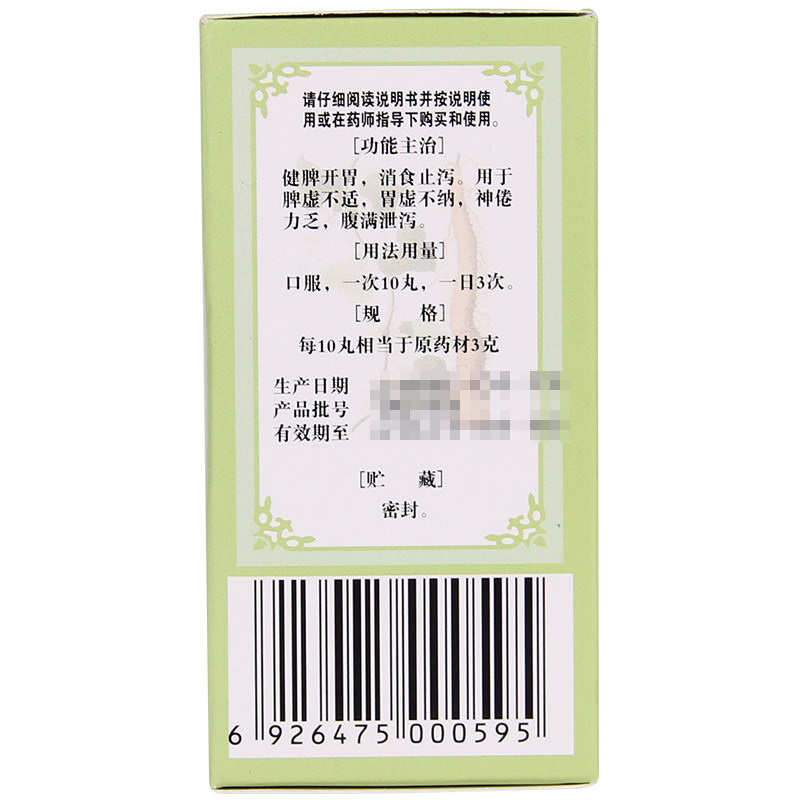 请仔细阅读说明书并按说明使
用或在药师指导下购买和使用。
[功能主治]
健脾开胃，消食止泻。用于
脾虚不适，胃虚不纳，神倦
力乏，腹满泄泻。
[用法用量]
口服，一次10丸，一日3次。
[规 格]
每10丸相当于原药材3克
生产日期
产品批号
有效期至
[贮 藏]
密封。
6 926475 000595